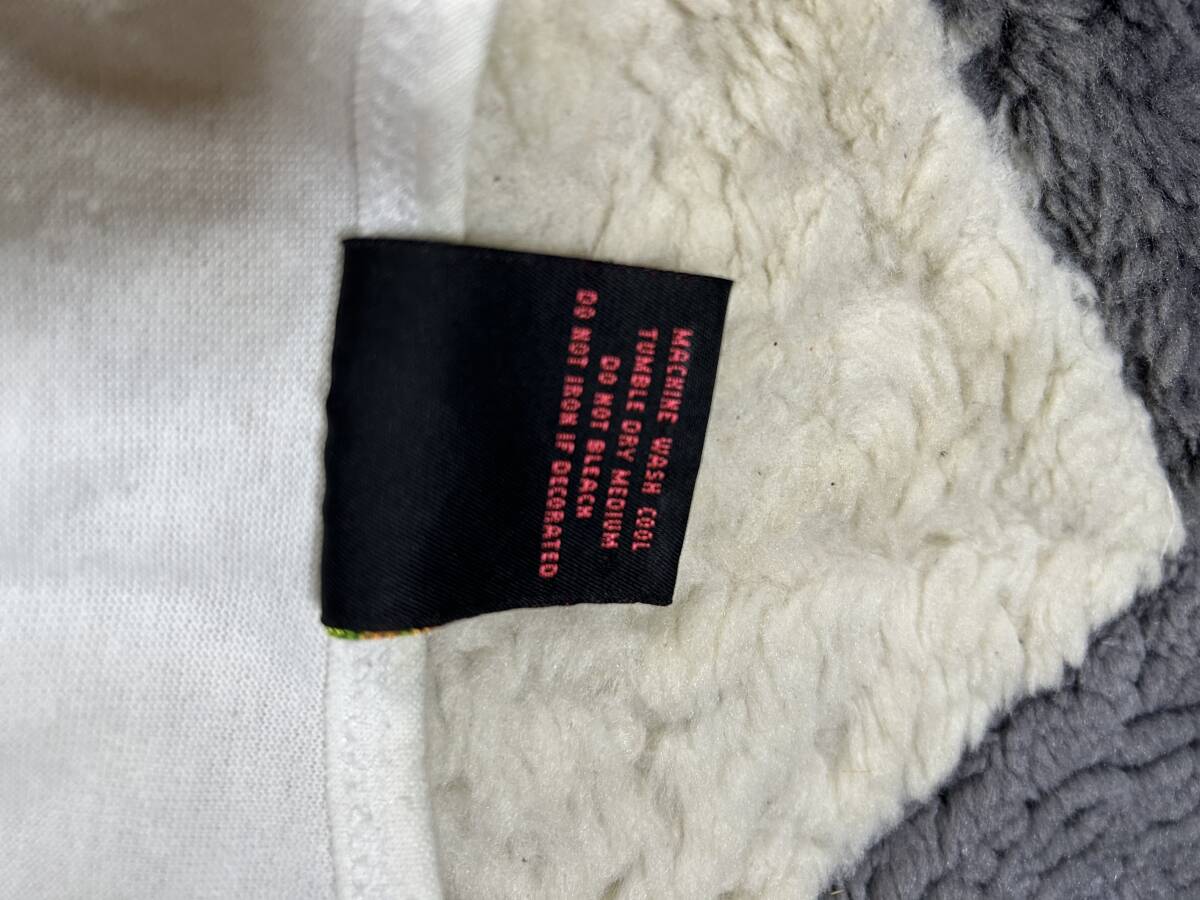 MACHINE WASH COOL
TUMBLE DRY MEDIUM
DO NOT BLEACH
DO NOT IRON IF DECORATED